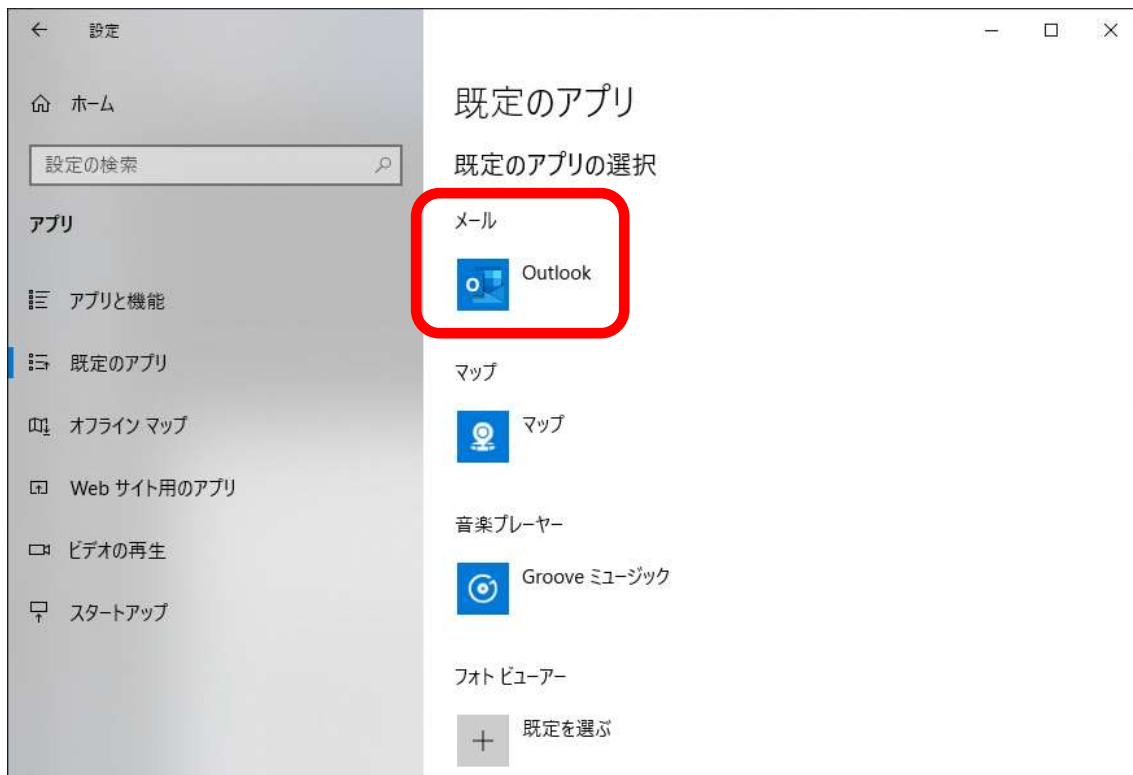 設定
ホーム
設定の検索
アプリ
アプリと機能
既定のアプリ
オフライン マップ
Web サイト用のアプリ
ビデオの再生
スタートアップ
既定のアプリ
既定のアプリの選択
メール
Outlook
マップ
マップ
音楽プレーヤー
Groove ミュージック
フォト ビューアー
既定を選ぶ